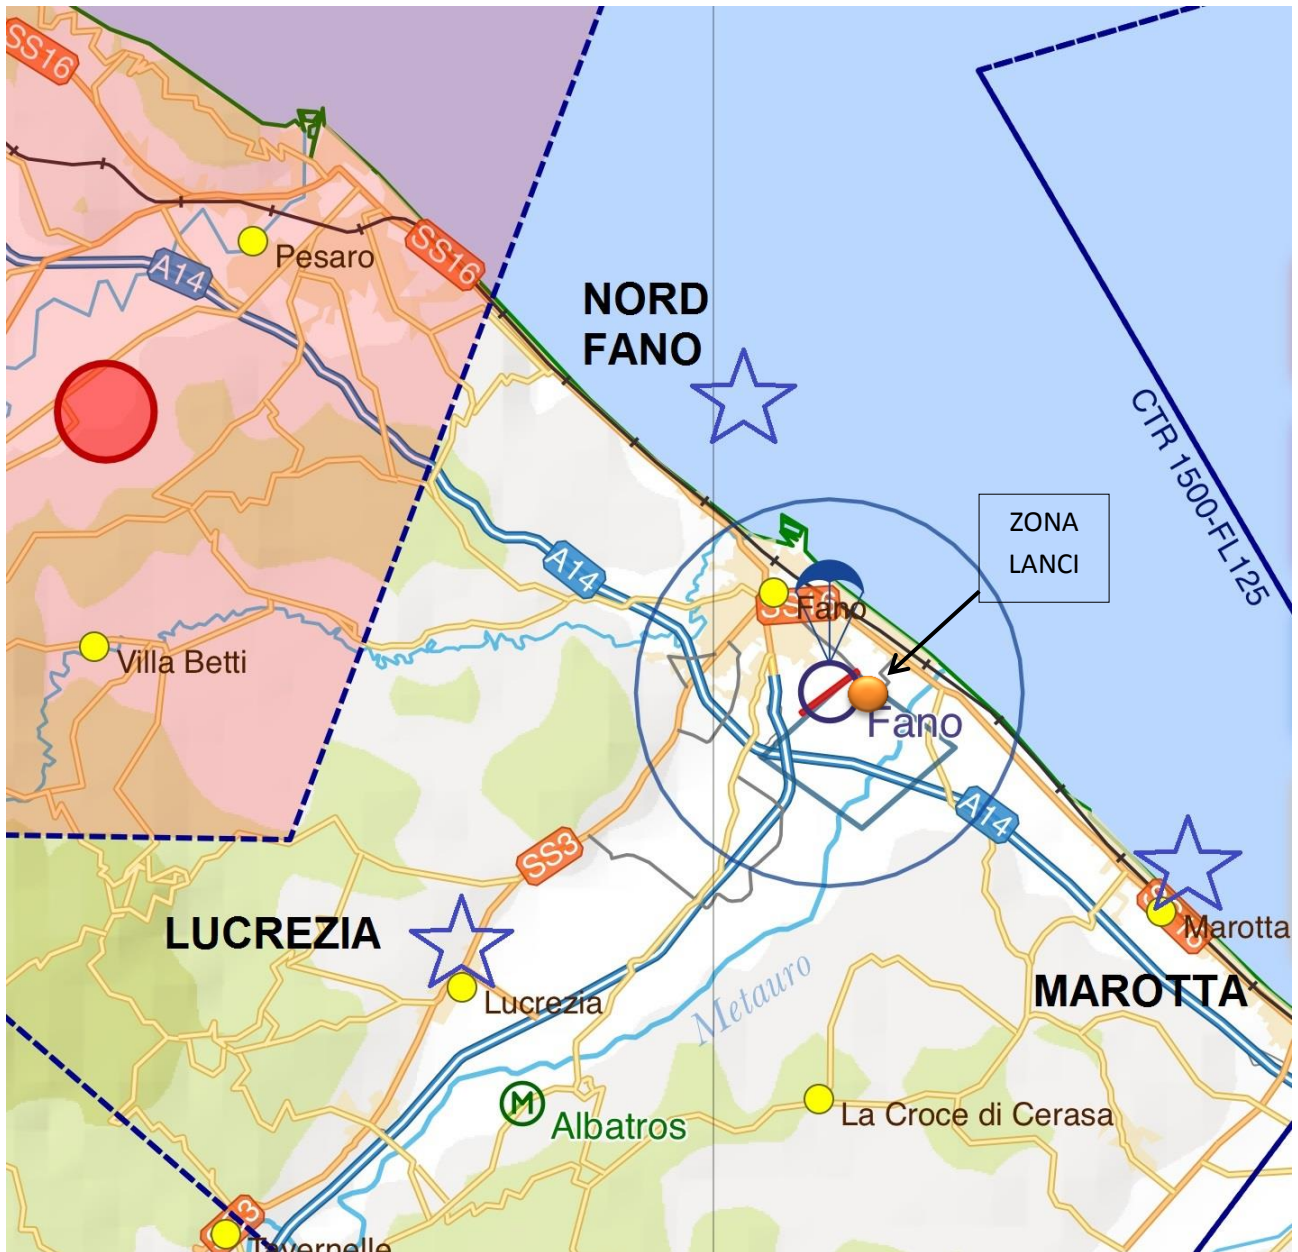 SS16
Pesaro
A14
SS16
NORD
FANO
CTR 1500-FL125
ZONA
LANCI
A14
Fano
Villa Betti
Fano
A14
SS3
LUCREZIA
Marotta
Lucrezia
MAROTTA
Metauro
M
Albatros
La Croce di Cerasa
Tavernelle